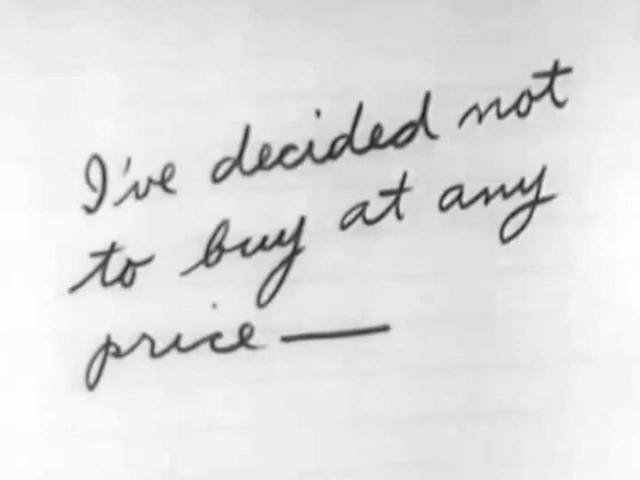 I've decided not
to buy at any
price —